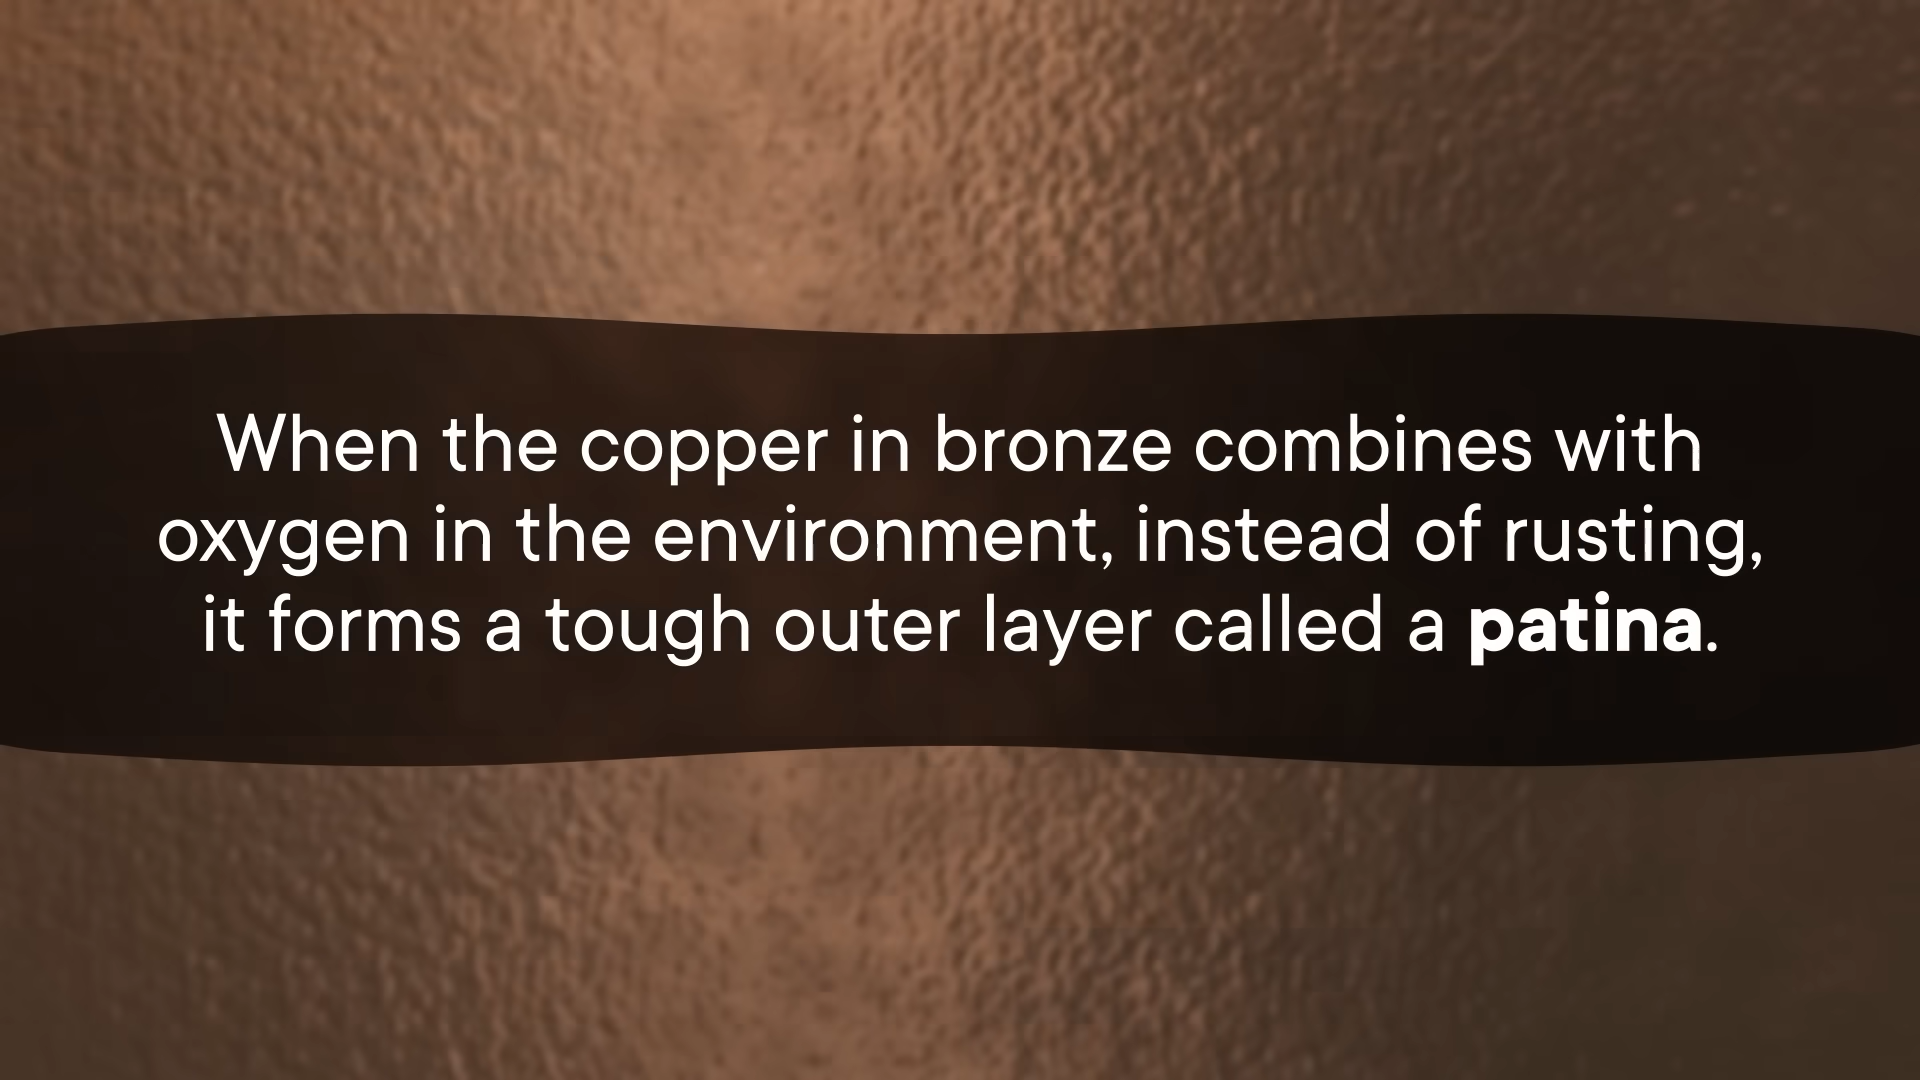 When the copper in bronze combines with
oxygen in the environment, instead of rusting,
it forms a tough outer layer called a patina.